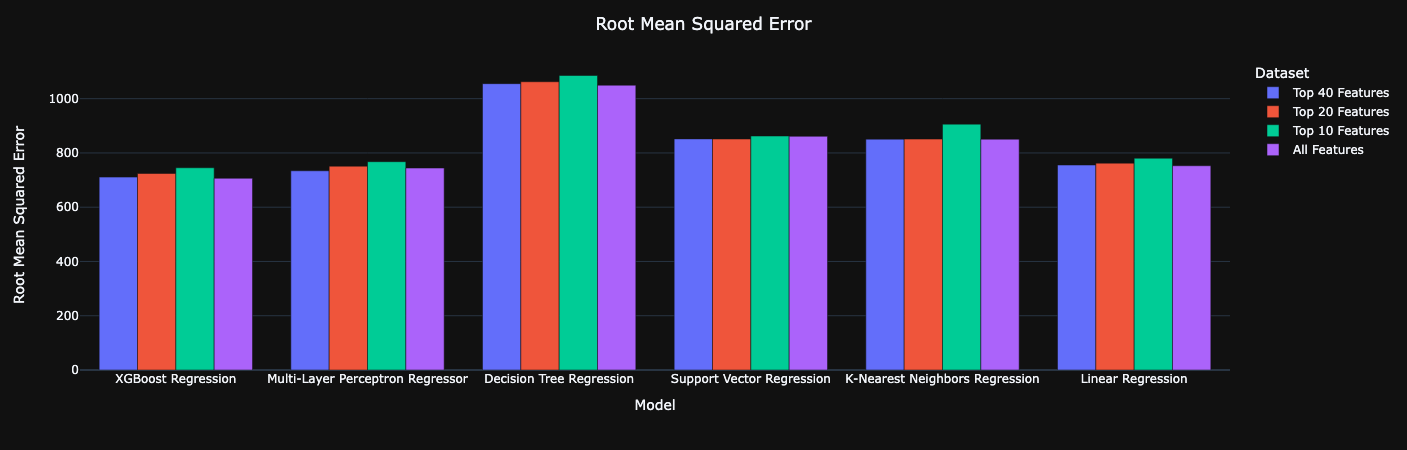 Root Mean Squared Error
Root Mean Squared Error
1000
800
600
400
200
0
XGBoost Regression
Multi-Layer Perceptron Regressor
Decision Tree Regression
Support Vector Regression
K-Nearest Neighbors Regression
Linear Regression
Model
Dataset
Top 40 Features
Top 20 Features
Top 10 Features
All Features